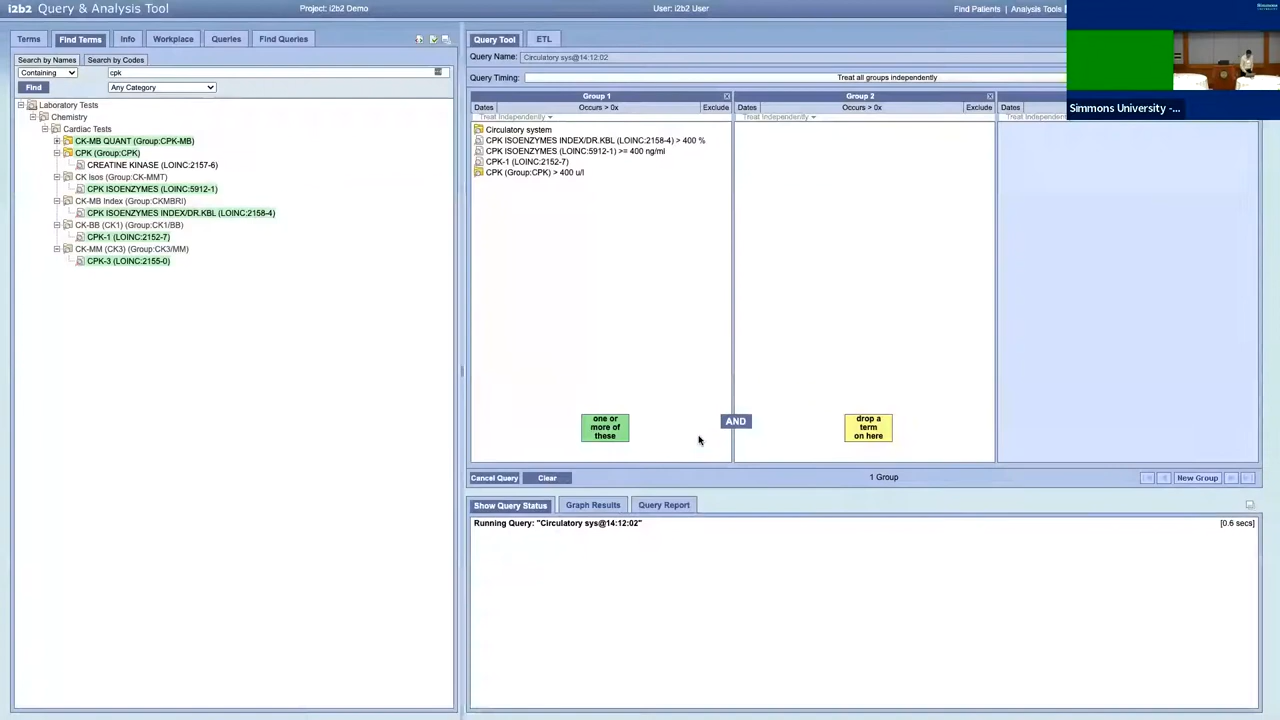 i2b2 Query & Analysis Tool
Project: i2b2 Demo
User: i2b2 User
Find Patients | Analysis Tools
Terms
Find Terms
Info
Workplace
Queries
Find Queries
Search by Names
Search by Codes
Containing
cpk
Find
Any Category
Laboratory Tests
Chemistry
Cardiac Tests
CK-MB QUANT (Group:CPK-MB)
CPK (Group:CPK)
CREATINE KINASE (LOINC:2157-6)
CK Isos (Group:CK-MMT)
CPK ISOENZYMES (LOINC:5912-1)
CK-MB Index (Group:CKMBRI)
CPK ISOENZYMES INDEX/DR.KBL (LOINC:2158-4)
CK-BB (CK1) (Group:CK1/BB)
CPK-1 (LOINC:2152-7)
CK-MM (CK3) (Group:CK3/MM)
CPK-3 (LOINC:2155-0)
Query Tool
ETL
Query Name:
Circulatory sys@14:12:02
Query Timing:
Treat all groups independently
Group 1
Dates
Occurs > 0x
Exclude
Treat Independently
Circulatory system
CPK ISOENZYMES INDEX/DR.KBL (LOINC:2158-4) > 400 %
CPK ISOENZYMES (LOINC:5912-1) >= 400 ng/ml
CPK-1 (LOINC:2152-7)
CPK (Group:CPK) > 400 u/l
one or
more of
these
AND
Group 2
Dates
Occurs > 0x
Exclude
Treat Independently
drop a
term
on here
Dates
Treat Independently
Cancel Query
Clear
1 Group
New Group
Show Query Status
Graph Results
Query Report
Running Query: "Circulatory sys@14:12:02"
[0.6 secs]
Simmons University -...